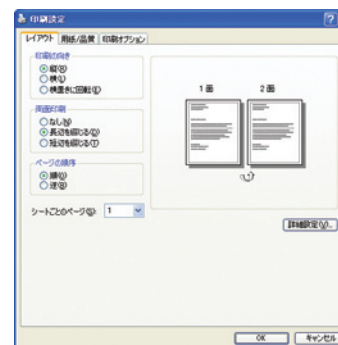 印刷設定
レイアウト 用紙/品質 印刷オプション
印刷の向き
縦(R)
横(L)
横置きに回転(E)
両面印刷
なし(N)
長辺を綴じる(D)
短辺を綴じる(T)
ページの順序
順(O)
逆(B)
シートごとのページ(G): 1
1 面 2 面
詳細設定(V)...
OK キャンセル